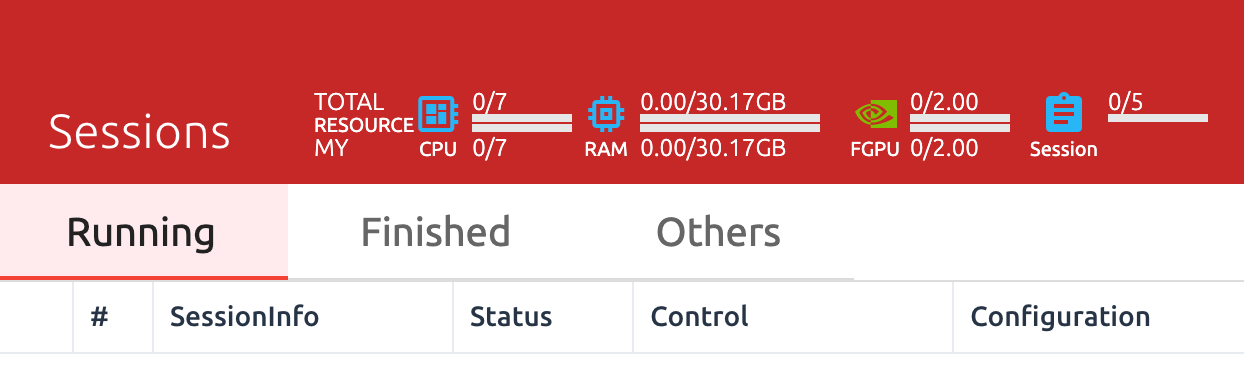 Sessions
TOTAL
RESOURCE
MY
0/7
CPU
0/7
0.00/30.17GB
RAM
0.00/30.17GB
0/2.00
FGPU
0/2.00
0/5
Session
Running
Finished
Others
#
SessionInfo
Status
Control
Configuration